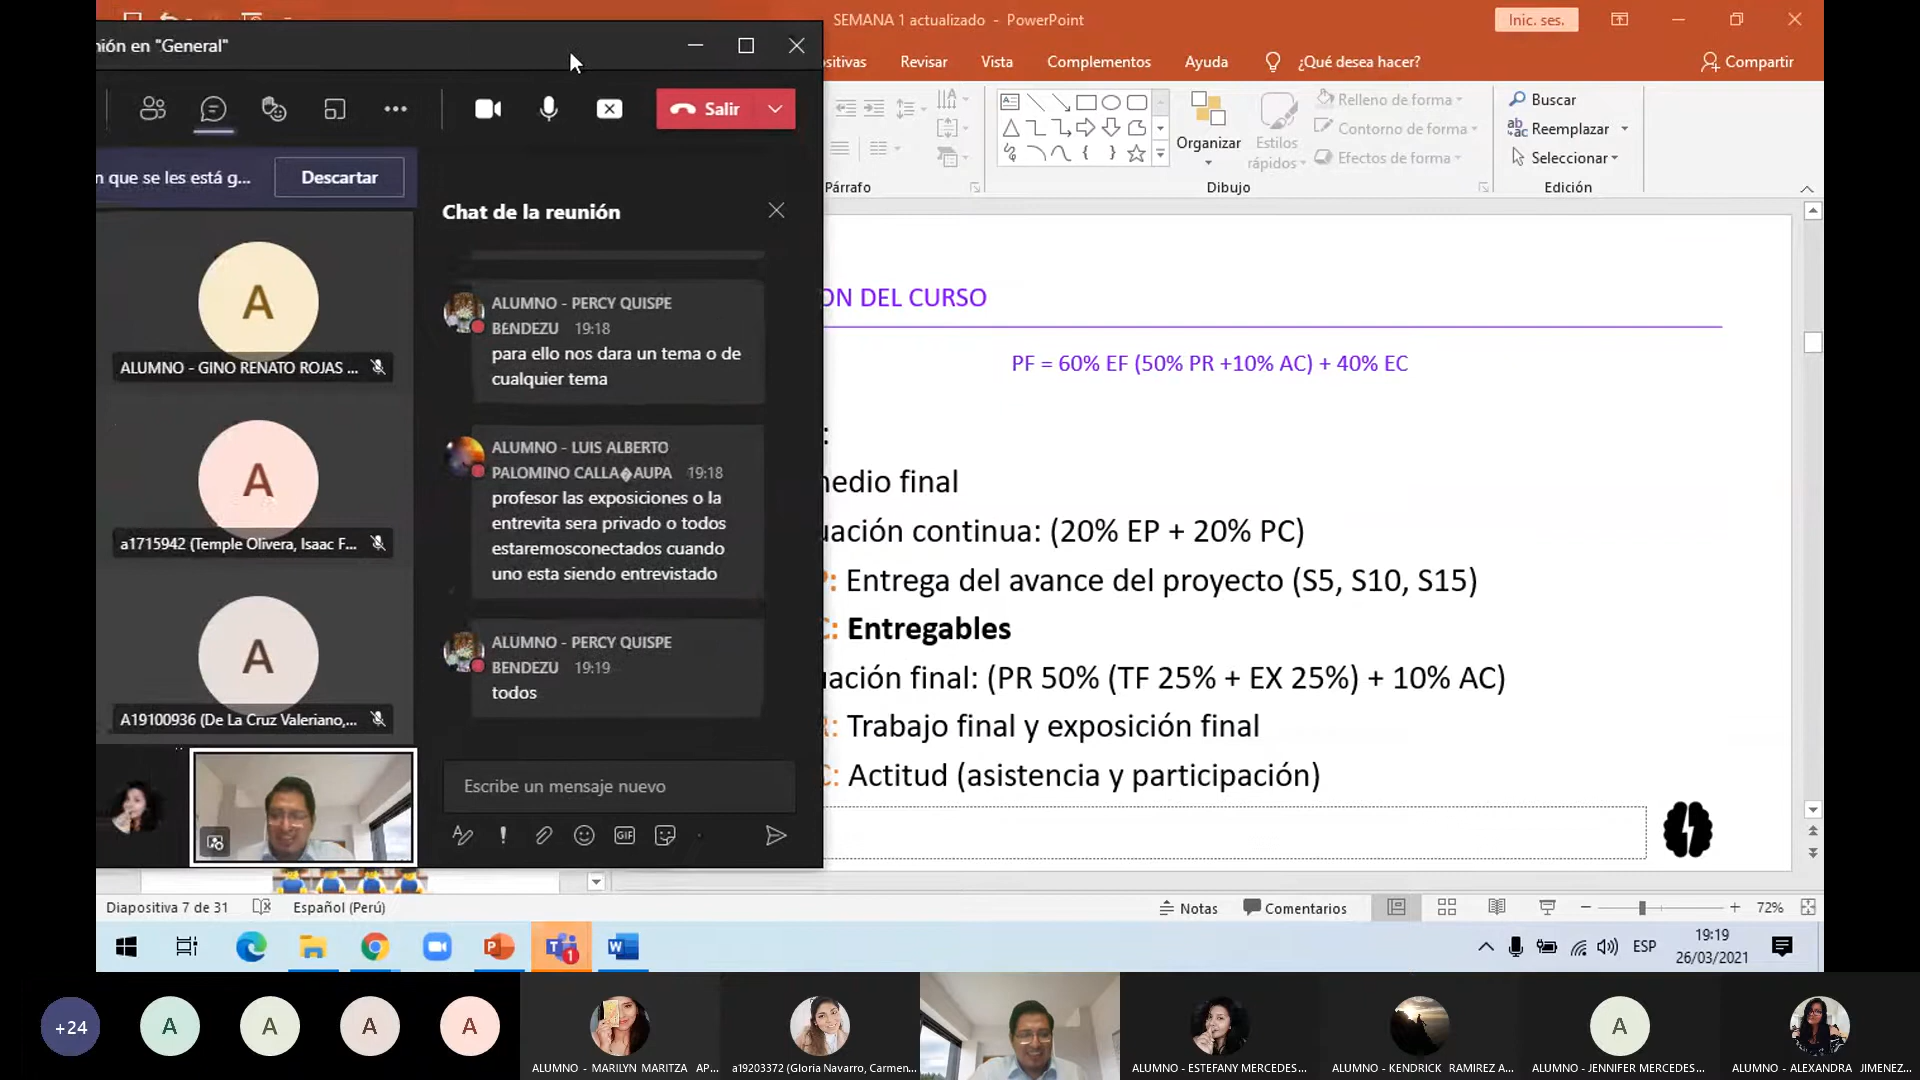 SEMANA 1 actualizado - PowerPoint
Inic. ses.
nión en "General"
Revisar
Vista
Complementos
Ayuda
¿Qué desea hacer?
Compartir
Salir
Relleno de forma
Contorno de forma
Efectos de forma
Organizar
Estilos
rápidos
Buscar
Reemplazar
Seleccionar
Párrafo
Dibujo
Edición
n que se les está g...
Descartar
Chat de la reunión
ALUMNO - PERCY QUISPE
BENDEZU 19:18
para ello nos dara un tema o de
cualquier tema
ALUMNO - LUIS ALBERTO
PALOMINO CALLA�AUPA 19:18
profesor las exposiciones o la
entrevita sera privado o todos
estaremosconectados cuando
uno esta siendo entrevistado
ALUMNO - PERCY QUISPE
BENDEZU 19:19
todos
Escribe un mensaje nuevo
GIF
A
ALUMNO - GINO RENATO ROJAS ...
A
a1715942 (Temple Olivera, Isaac F...
A
A19100936 (De La Cruz Valeriano,...
ON DEL CURSO
PF = 60% EF (50% PR +10% AC) + 40% EC
:
medio final
uación continua: (20% EP + 20% PC)
: Entrega del avance del proyecto (S5, S10, S15)
C: Entregables
uación final: (PR 50% (TF 25% + EX 25%) + 10% AC)
R: Trabajo final y exposición final
C: Actitud (asistencia y participación)
Diapositiva 7 de 31
Español (Perú)
Notas
Comentarios
72%
ESP
19:19
26/03/2021
+24
A
A
A
A
ALUMNO - MARILYN MARITZA AP...
a19203372 (Gloria Navarro, Carmen...
ALUMNO - ESTEFANY MERCEDES...
ALUMNO - KENDRICK RAMIREZ A...
A
ALUMNO - JENNIFER MERCEDES...
ALUMNO - ALEXANDRA JIMENEZ...